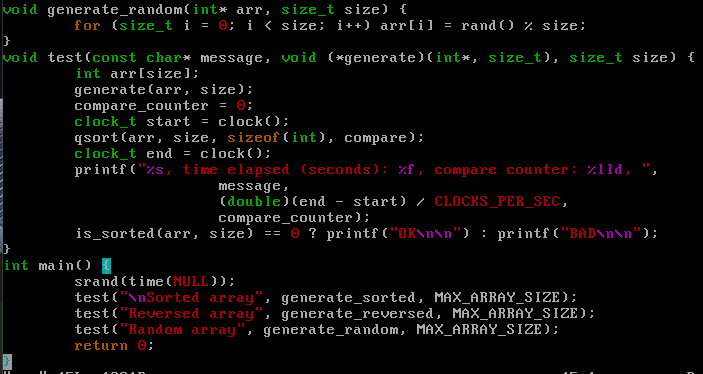 void generate_random(int* arr, size_t size) {
        for (size_t i = 0; i < size; i++) arr[i] = rand() % size;
}
void test(const char* message, void (*generate)(int*, size_t), size_t size) {
        int arr[size];
        generate(arr, size);
        compare_counter = 0;
        clock_t start = clock();
        qsort(arr, size, sizeof(int), compare);
        clock_t end = clock();
        printf("%s, time elapsed (seconds): %f, compare counter: %lld, ",
                        message,
                        (double)(end - start) / CLOCKS_PER_SEC,
                        compare_counter);
        is_sorted(arr, size) == 0 ? printf("OK\n\n") : printf("BAD\n\n");
}
int main() {
        srand(time(NULL));
        test("\nSorted array", generate_sorted, MAX_ARRAY_SIZE);
        test("Reversed array", generate_reversed, MAX_ARRAY_SIZE);
        test("Random array", generate_random, MAX_ARRAY_SIZE);
        return 0;
}